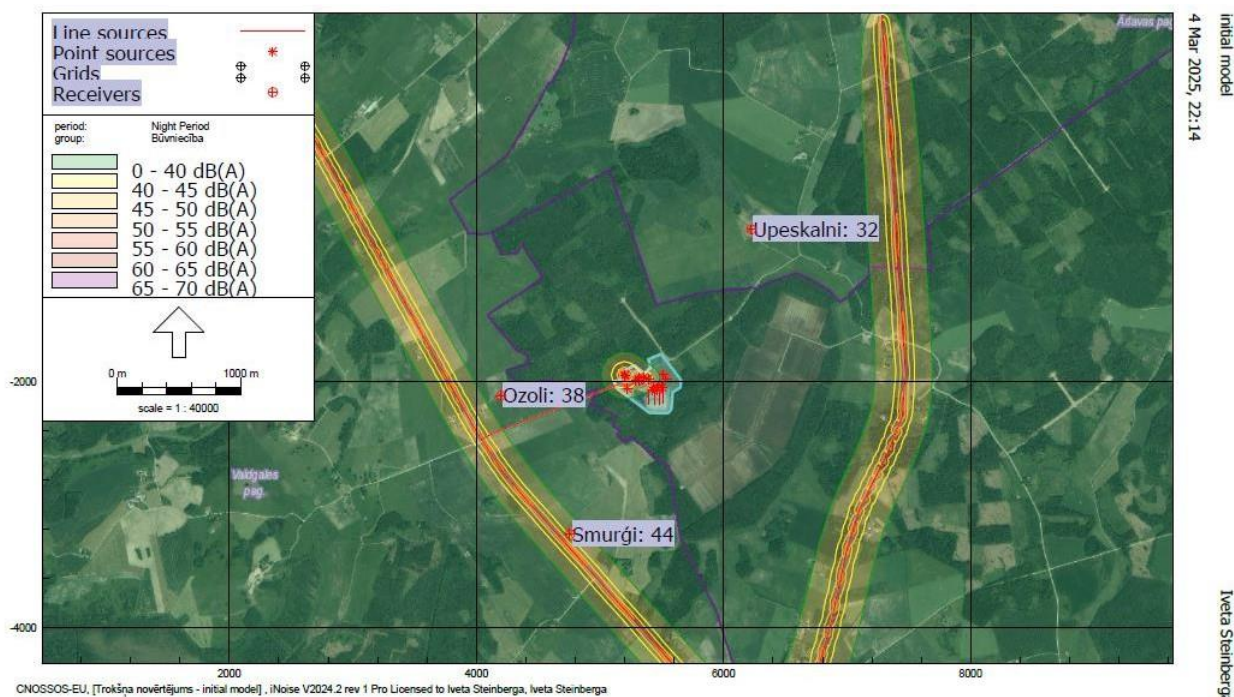 Line sources
Point sources
Grids
Receivers
period: Night Period
group: Būvniecība
0 - 40 dB(A)
40 - 45 dB(A)
45 - 50 dB(A)
50 - 55 dB(A)
55 - 60 dB(A)
60 - 65 dB(A)
65 - 70 dB(A)
0 m 1000 m
scale = 1 : 40000
Upeskalni: 32
Ozoli: 38
Smurģi: 44
Valdgales
pag.
-2000
-4000
2000 4000 6000 8000
CNOSSOS-EU, [Trokšņa novērtējums - initial model] , iNoise V2024.2 rev 1 Pro Licensed to Iveta Steinberga, Iveta Steinberga
initial model
4 Mar 2025, 22:14
Iveta Steinberga